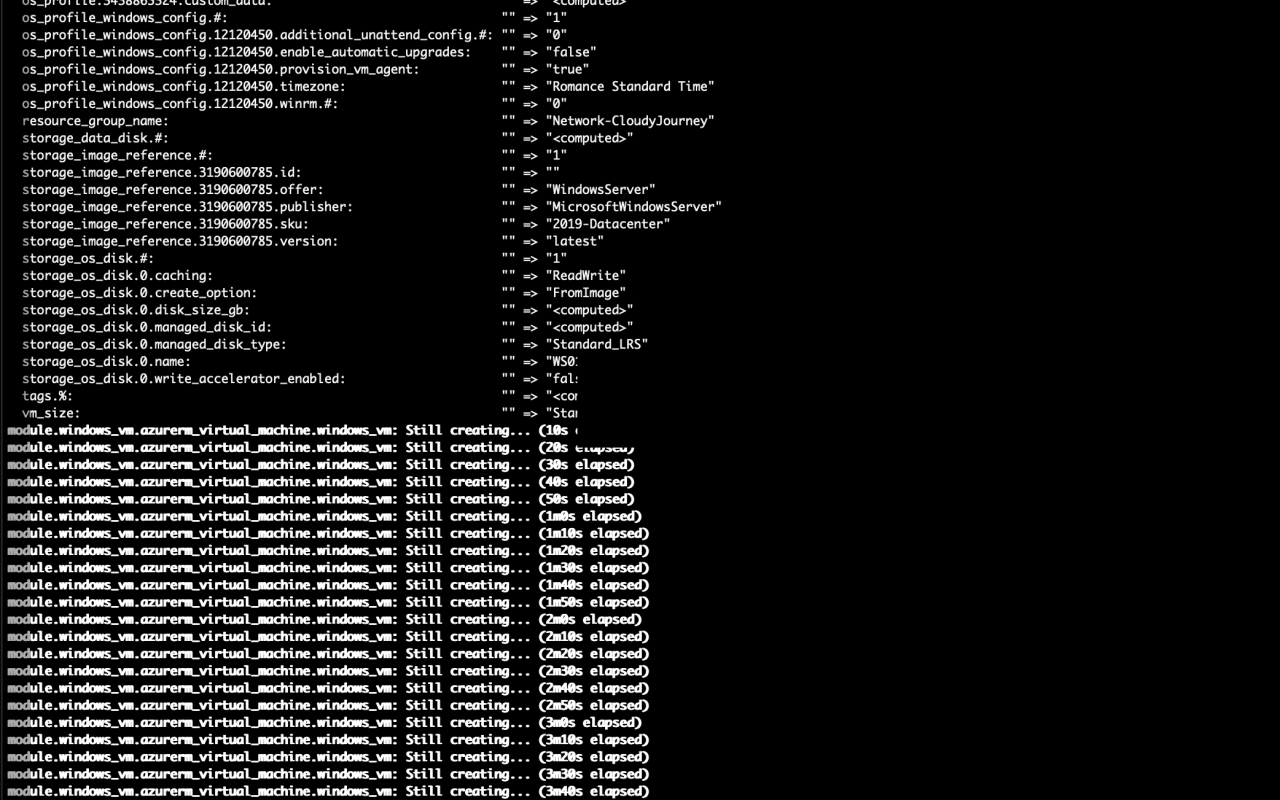 os_profile.3438865324.custom_data: => "<computed>"
os_profile_windows_config.#: "" => "1"
os_profile_windows_config.12120450.additional_unattend_config.#: "" => "0"
os_profile_windows_config.12120450.enable_automatic_upgrades: "" => "false"
os_profile_windows_config.12120450.provision_vm_agent: "" => "true"
os_profile_windows_config.12120450.timezone: "" => "Romance Standard Time"
os_profile_windows_config.12120450.winrm.#: "" => "0"
resource_group_name: "" => "Network-CloudyJourney"
storage_data_disk.#: "" => "<computed>"
storage_image_reference.#: "" => "1"
storage_image_reference.3190600785.id: "" => ""
storage_image_reference.3190600785.offer: "" => "WindowsServer"
storage_image_reference.3190600785.publisher: "" => "MicrosoftWindowsServer"
storage_image_reference.3190600785.sku: "" => "2019-Datacenter"
storage_image_reference.3190600785.version: "" => "latest"
storage_os_disk.#: "" => "1"
storage_os_disk.0.caching: "" => "ReadWrite"
storage_os_disk.0.create_option: "" => "FromImage"
storage_os_disk.0.disk_size_gb: "" => "<computed>"
storage_os_disk.0.managed_disk_id: "" => "<computed>"
storage_os_disk.0.managed_disk_type: "" => "Standard_LRS"
storage_os_disk.0.name: "" =>
storage_os_disk.0.write_accelerator_enabled: "" =>
tags.%: "" =>
vm_size: "" =>
module.windows_vm.azurerm_virtual_machine.windows_vm: Still creating... (10s
module.windows_vm.azurerm_virtual_machine.windows_vm: Still creating... (20s elapsed)
module.windows_vm.azurerm_virtual_machine.windows_vm: Still creating... (30s elapsed)
module.windows_vm.azurerm_virtual_machine.windows_vm: Still creating... (40s elapsed)
module.windows_vm.azurerm_virtual_machine.windows_vm: Still creating... (50s elapsed)
module.windows_vm.azurerm_virtual_machine.windows_vm: Still creating... (1m0s elapsed)
module.windows_vm.azurerm_virtual_machine.windows_vm: Still creating... (1m10s elapsed)
module.windows_vm.azurerm_virtual_machine.windows_vm: Still creating... (1m20s elapsed)
module.windows_vm.azurerm_virtual_machine.windows_vm: Still creating... (1m30s elapsed)
module.windows_vm.azurerm_virtual_machine.windows_vm: Still creating... (1m40s elapsed)
module.windows_vm.azurerm_virtual_machine.windows_vm: Still creating... (1m50s elapsed)
module.windows_vm.azurerm_virtual_machine.windows_vm: Still creating... (2m0s elapsed)
module.windows_vm.azurerm_virtual_machine.windows_vm: Still creating... (2m10s elapsed)
module.windows_vm.azurerm_virtual_machine.windows_vm: Still creating... (2m20s elapsed)
module.windows_vm.azurerm_virtual_machine.windows_vm: Still creating... (2m30s elapsed)
module.windows_vm.azurerm_virtual_machine.windows_vm: Still creating... (2m40s elapsed)
module.windows_vm.azurerm_virtual_machine.windows_vm: Still creating... (2m50s elapsed)
module.windows_vm.azurerm_virtual_machine.windows_vm: Still creating... (3m0s elapsed)
module.windows_vm.azurerm_virtual_machine.windows_vm: Still creating... (3m10s elapsed)
module.windows_vm.azurerm_virtual_machine.windows_vm: Still creating... (3m20s elapsed)
module.windows_vm.azurerm_virtual_machine.windows_vm: Still creating... (3m30s elapsed)
module.windows_vm.azurerm_virtual_machine.windows_vm: Still creating... (3m40s elapsed)